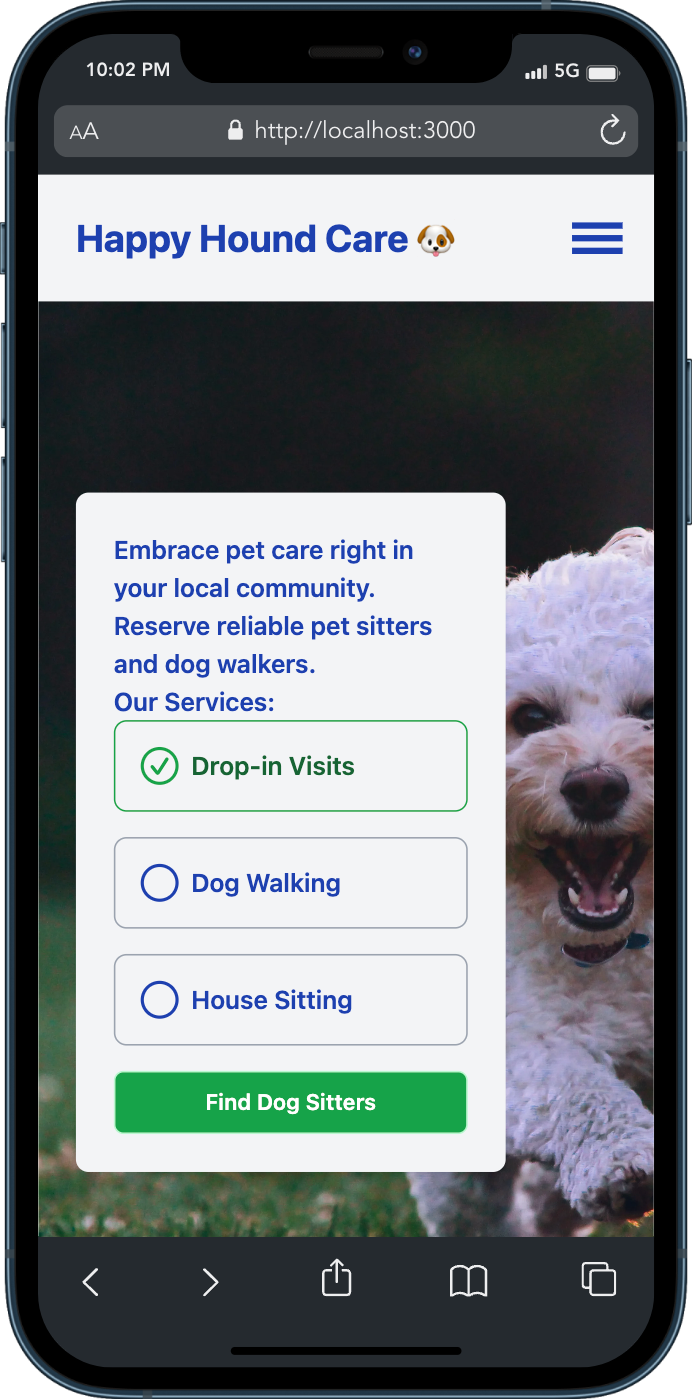 10:02 PM 5G
AA http://localhost:3000
Happy Hound Care 🐶
Embrace pet care right in
your local community.
Reserve reliable pet sitters
and dog walkers.
Our Services:
Drop-in Visits
Dog Walking
House Sitting
Find Dog Sitters